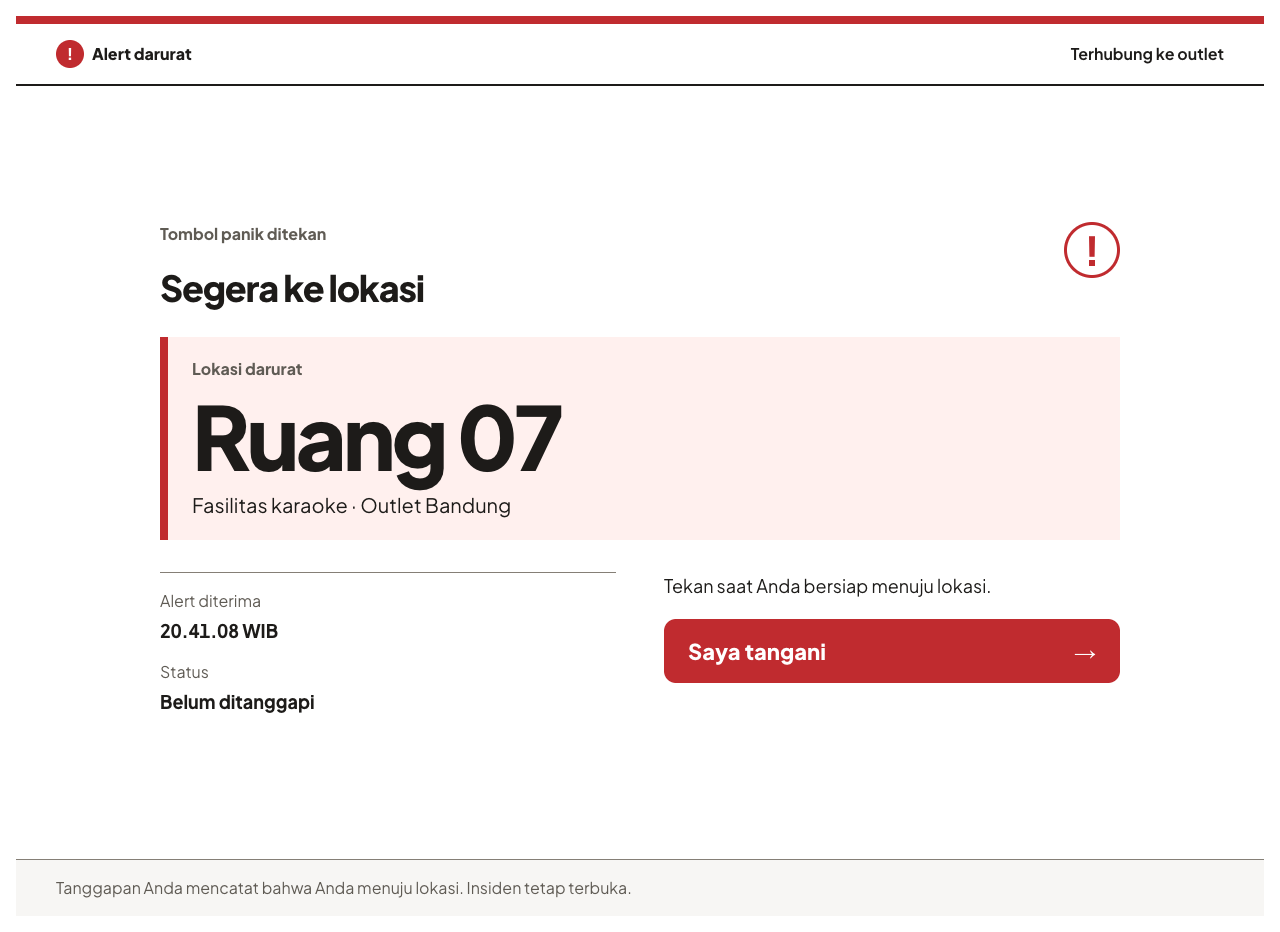 ! Alert darurat
Terhubung ke outlet
Tombol panik ditekan
!
Segera ke lokasi
Lokasi darurat
Ruang 07
Fasilitas karaoke · Outlet Bandung
Alert diterima
20.41.08 WIB
Status
Belum ditanggapi
Tekan saat Anda bersiap menuju lokasi.
Saya tangani →
Tanggapan Anda mencatat bahwa Anda menuju lokasi. Insiden tetap terbuka.